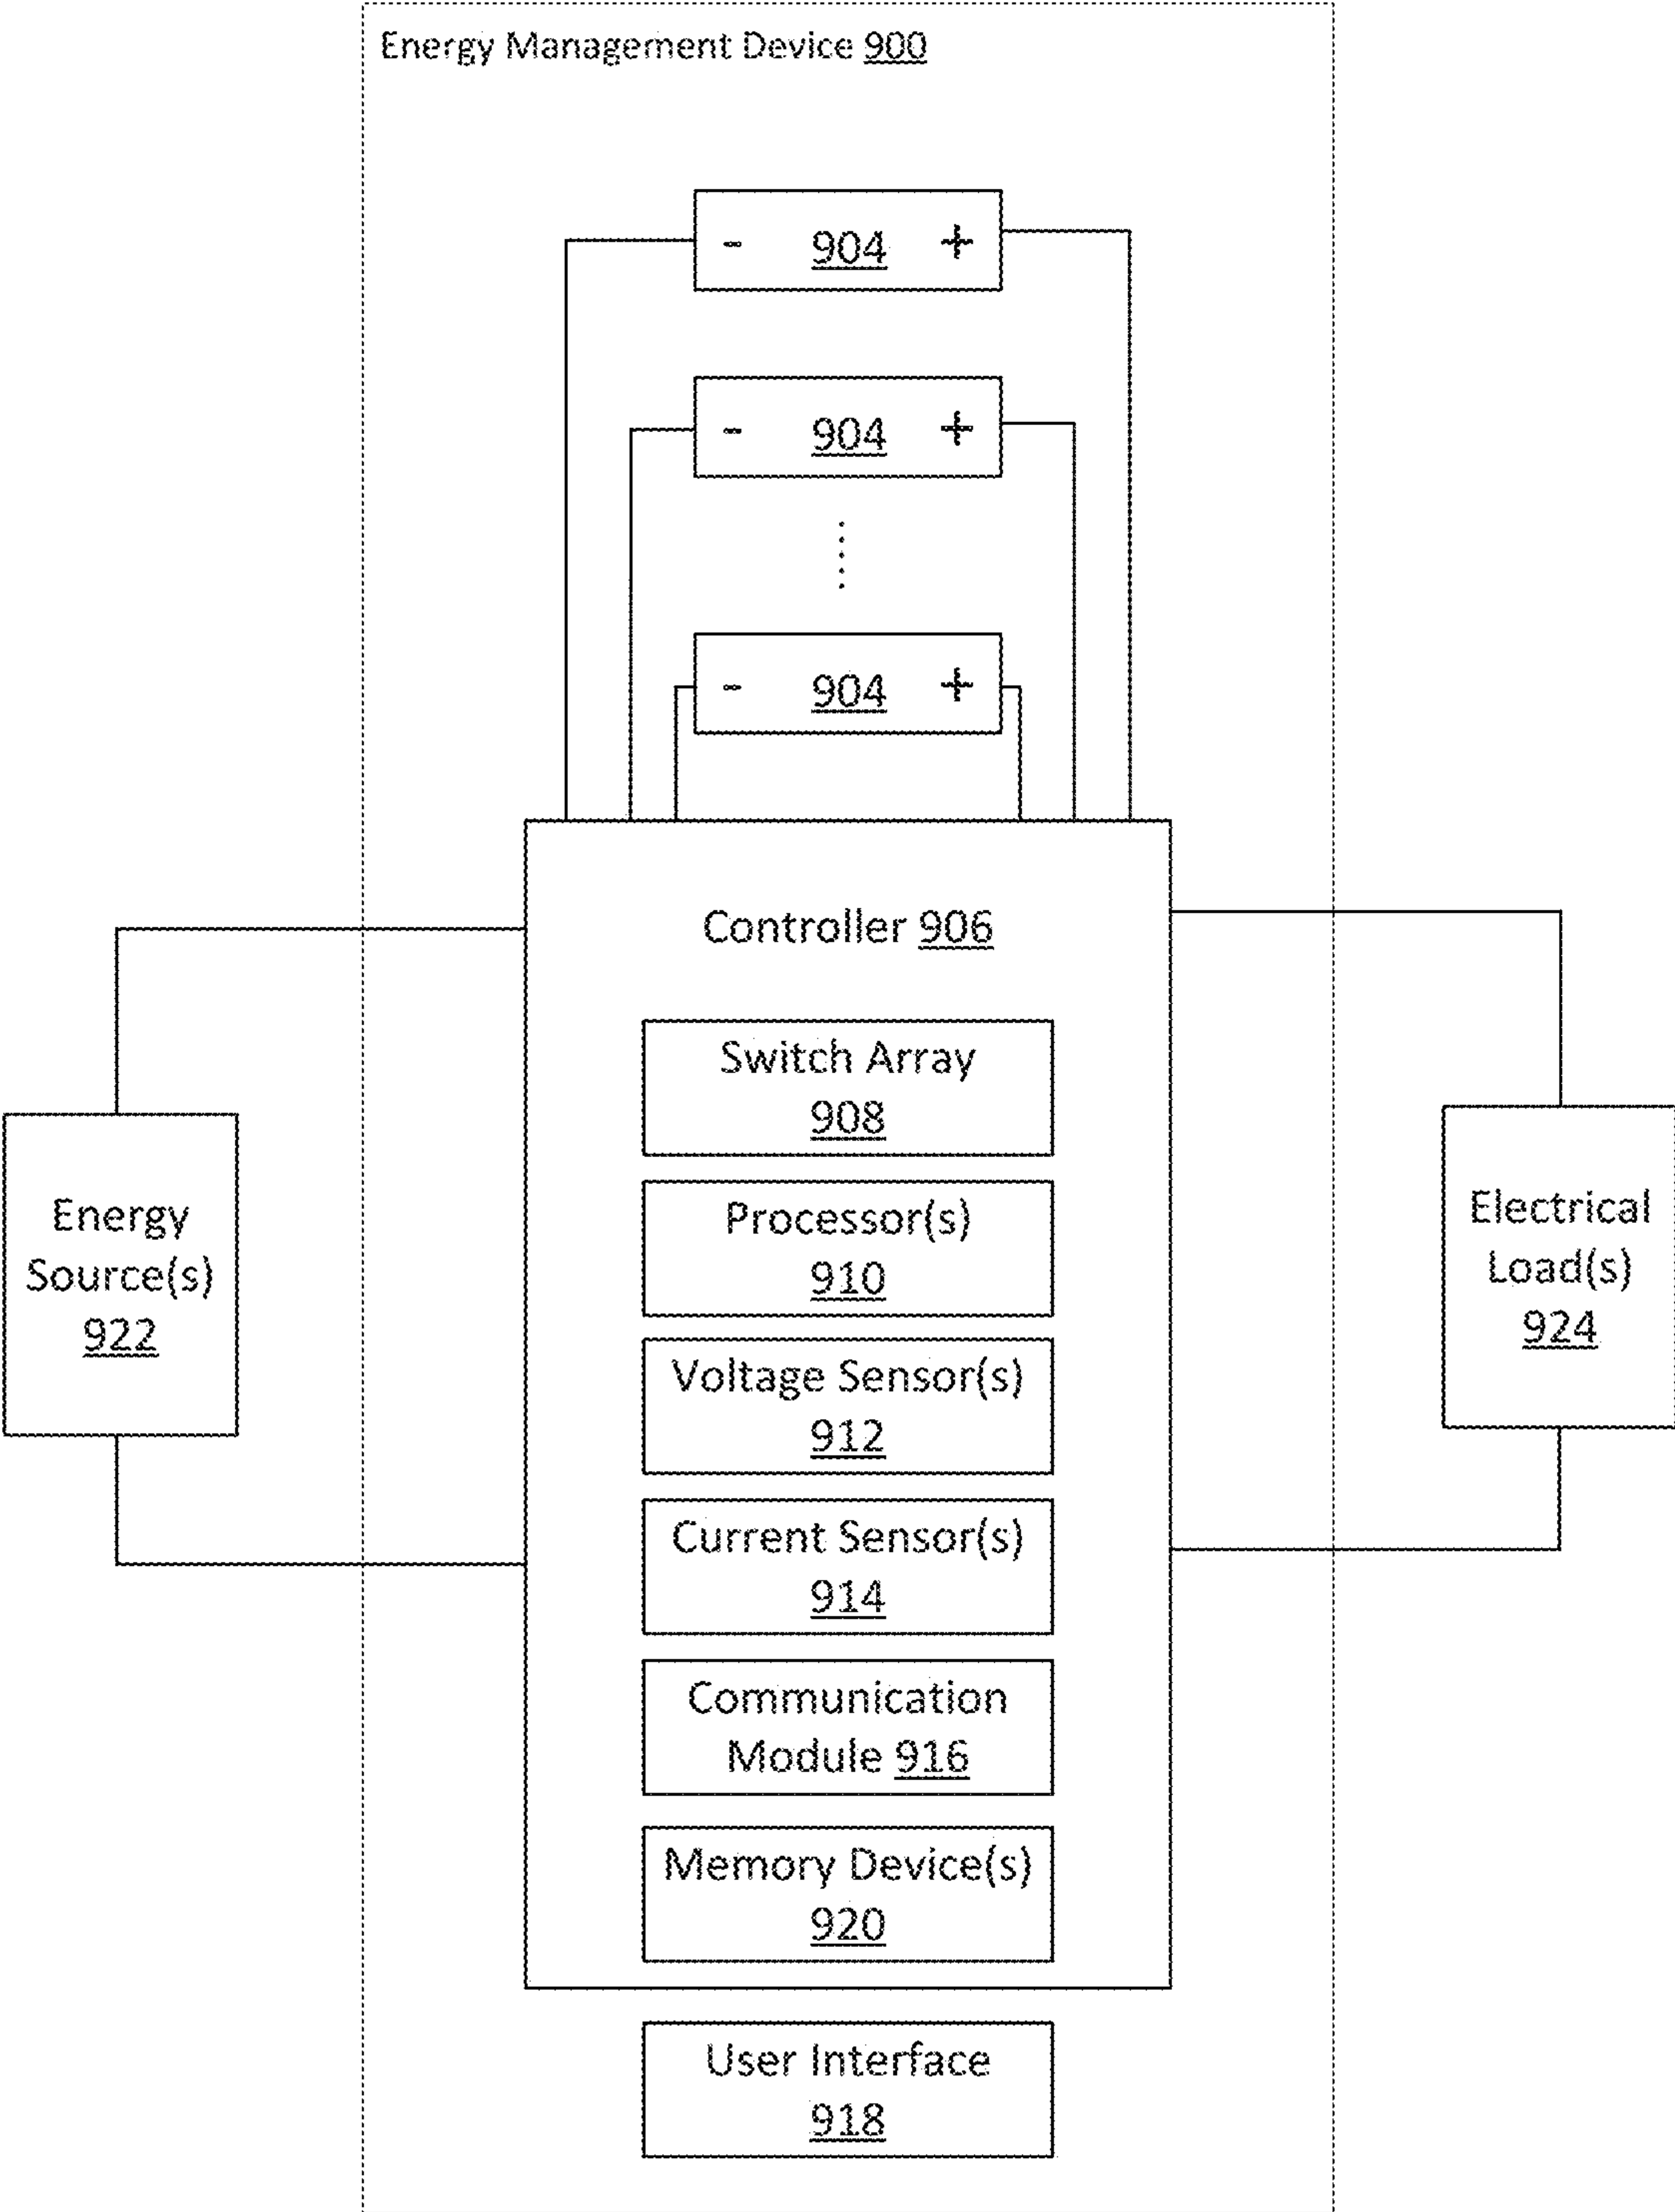 Energy Management Device 900
- 904 +
- 904 +
- 904 +
Controller 906
Switch Array
908
Processor(s)
910
Voltage Sensor(s)
912
Current Sensor(s)
914
Communication
Module 916
Memory Device(s)
920
User Interface
918
Energy
Source(s)
922
Electrical
Load(s)
924